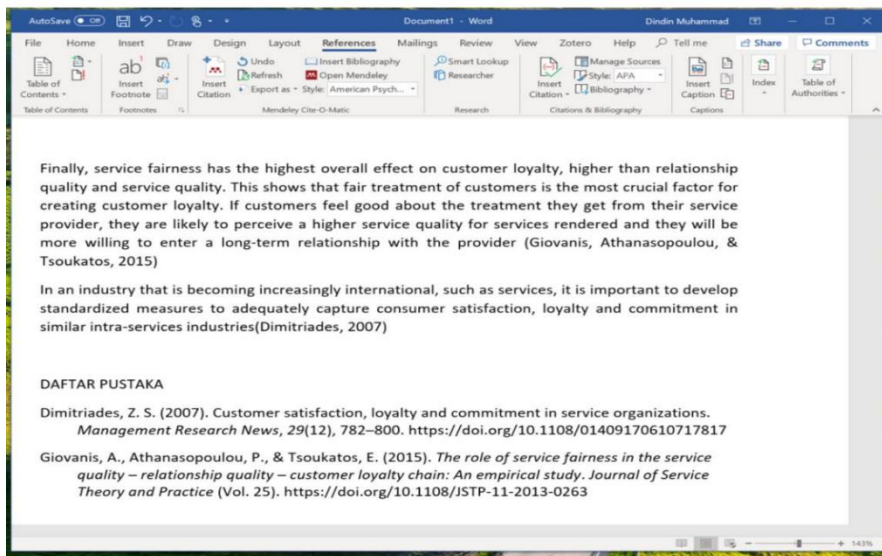 AutoSave Off Document1 - Word Dindin Muhammad
File Home Insert Draw Design Layout References Mailings Review View Zotero Help Tell me Share Comments
Table of Contents
ab¹ Insert Footnote
Insert Citation
Undo Insert Bibliography
Refresh Open Mendeley
Export as Style: American Psych...
Smart Lookup
Researcher
Insert Citation
Manage Sources
Style: APA
Bibliography
Insert Caption
Index
Table of Authorities
Table of Contents Footnotes Mendeley Cite-O-Matic Research Citations & Bibliography Captions
Finally, service fairness has the highest overall effect on customer loyalty, higher than relationship
quality and service quality. This shows that fair treatment of customers is the most crucial factor for
creating customer loyalty. If customers feel good about the treatment they get from their service
provider, they are likely to perceive a higher service quality for services rendered and they will be
more willing to enter a long-term relationship with the provider (Giovanis, Athanasopoulou, &
Tsoukatos, 2015)
In an industry that is becoming increasingly international, such as services, it is important to develop
standardized measures to adequately capture consumer satisfaction, loyalty and commitment in
similar intra-services industries(Dimitriades, 2007)
DAFTAR PUSTAKA
Dimitriades, Z. S. (2007). Customer satisfaction, loyalty and commitment in service organizations.
Management Research News, 29(12), 782–800. https://doi.org/10.1108/01409170610717817
Giovanis, A., Athanasopoulou, P., & Tsoukatos, E. (2015). The role of service fairness in the service
quality – relationship quality – customer loyalty chain: An empirical study. Journal of Service
Theory and Practice (Vol. 25). https://doi.org/10.1108/JSTP-11-2013-0263
143%